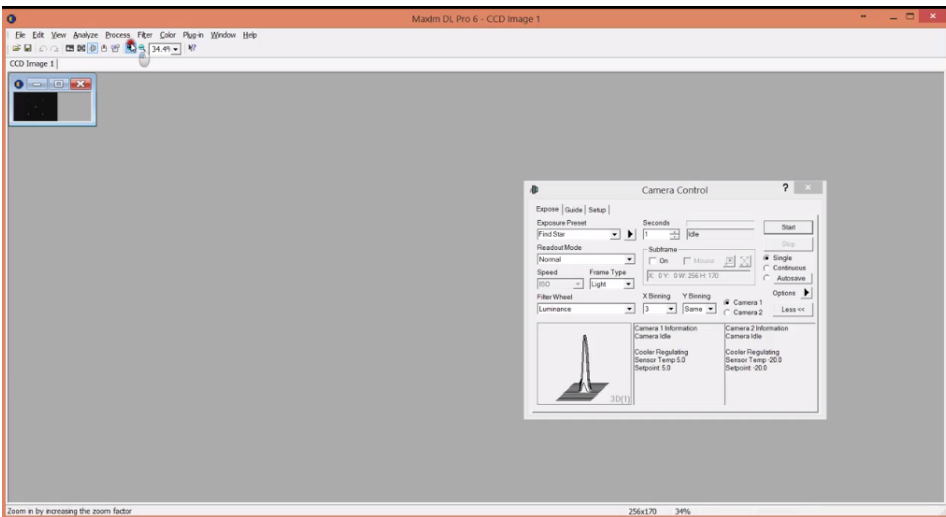 MaxIm DL Pro 6 - CCD Image 1
File Edit View Analyze Process Filter Color Plug-in Window Help
34.4%
CCD Image 1
Camera Control
Expose Guide Setup
Exposure Preset
Find Star
Seconds
1
Idle
Start
Stop
Readout Mode
Normal
Subframe
On Mouse
X: 0 Y: 0 W: 256 H: 170
Single
Continuous
Autosave
Speed Frame Type
ISO Light
Filter Wheel
Luminance
X Binning Y Binning
3 Same
Camera 1
Camera 2
Options
Less <<
Camera 1 Information
Camera Idle
Cooler Regulating
Sensor Temp 5.0
Setpoint 5.0
Camera 2 Information
Camera Idle
Cooler Regulating
Sensor Temp -20.0
Setpoint -20.0
3D(1)
Zoom in by increasing the zoom factor
256x170 34%